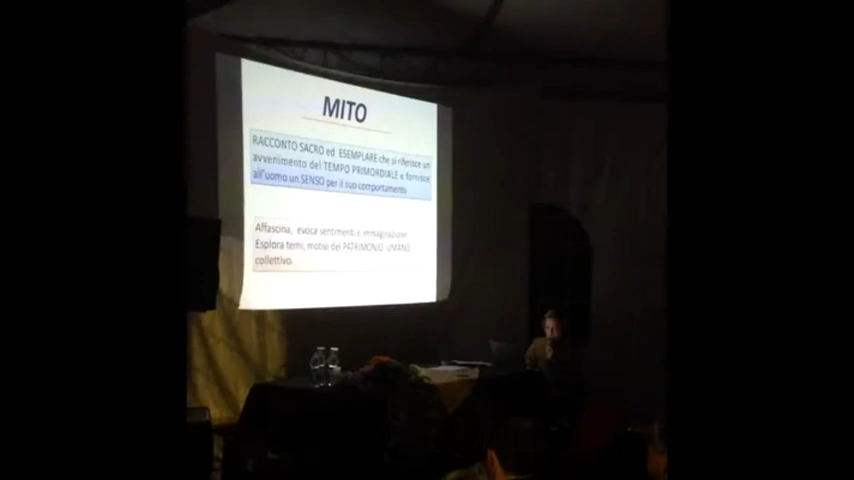 MITO
RACCONTO SACRO ed ESEMPLARE che si riferisce un
avvenimento del TEMPO PRIMORDIALE e fornisce
all'uomo un SENSO per il suo comportamento
Affascina, evoca sentimenti e immaginazione
Esplora temi, motivi del PATRIMONIO UMANO
collettivo.